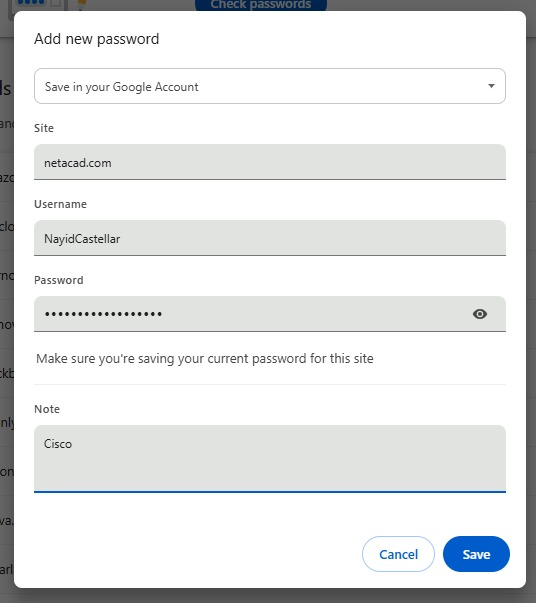 Check passwords
Add new password
Save in your Google Account
Site
netacad.com
Username
NayidCastellar
Password
••••••••••••••••••
Make sure you're saving your current password for this site
Note
Cisco
Cancel
Save